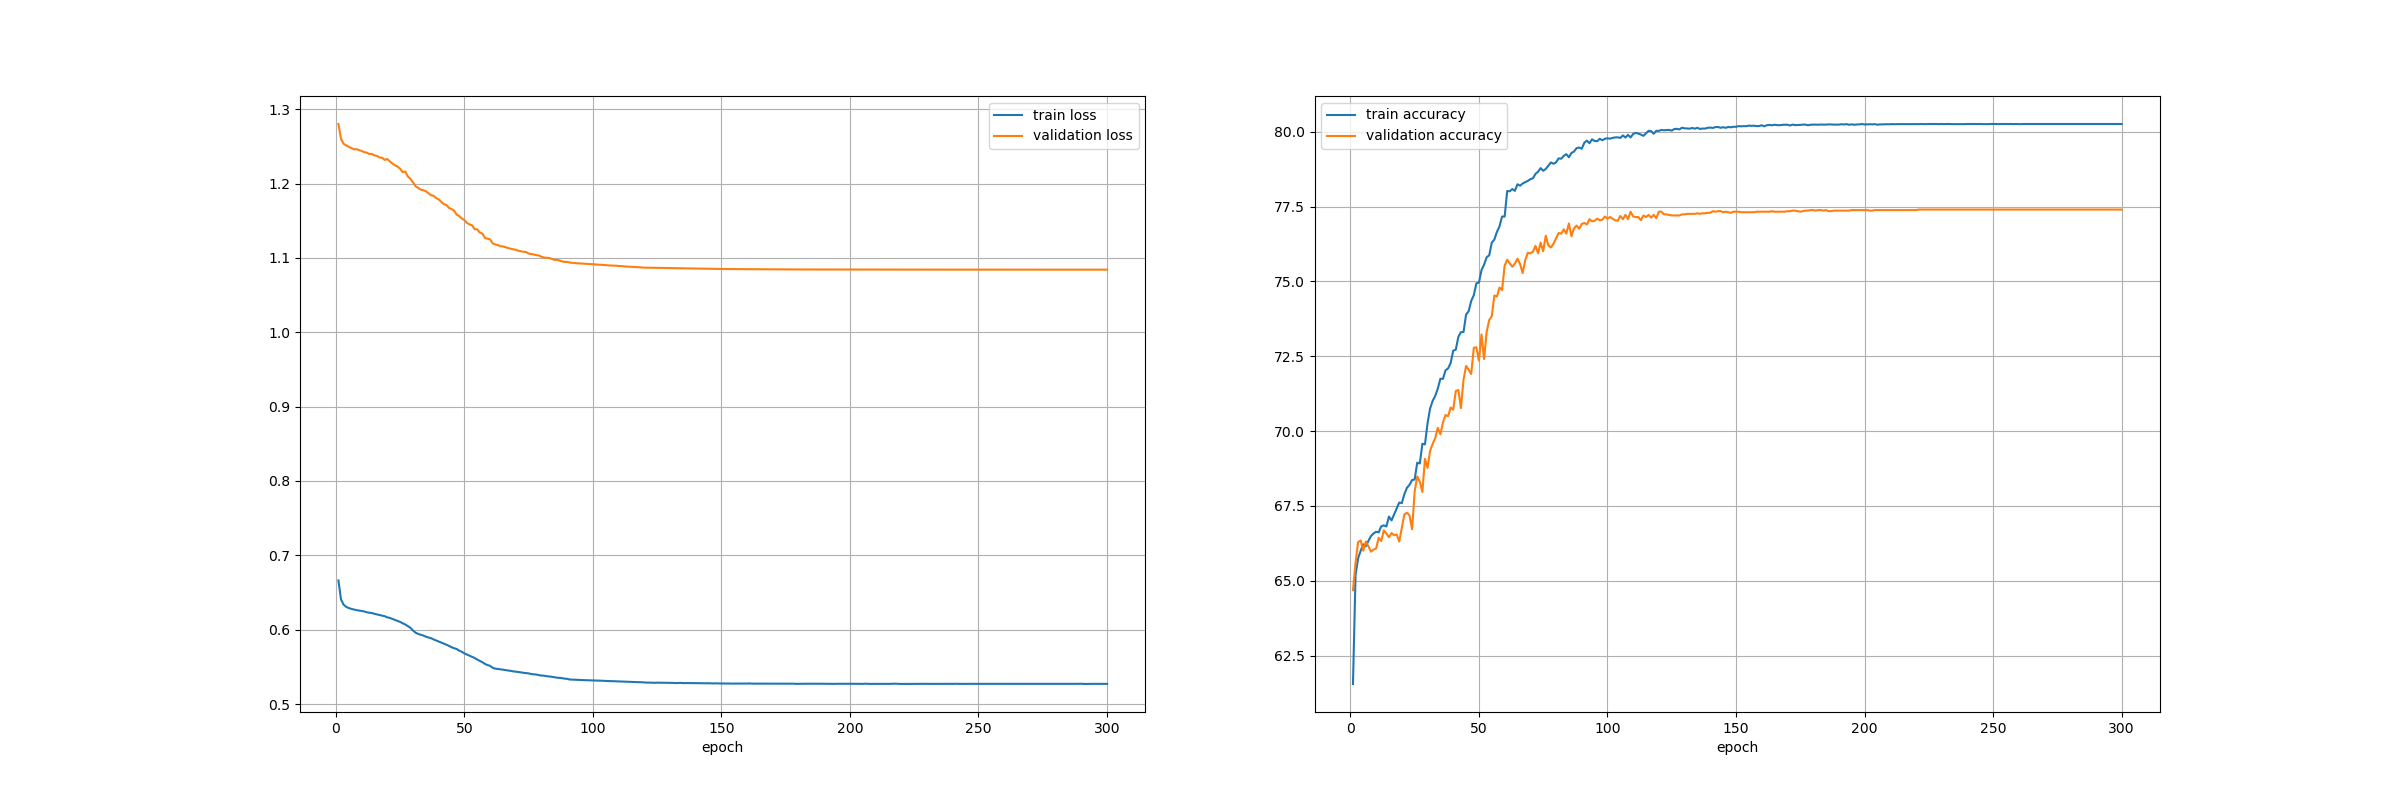 1.3
1.2
1.1
1.0
0.9
0.8
0.7
0.6
0.5
0 50 100 150 200 250 300
epoch
train loss
validation loss
80.0
77.5
75.0
72.5
70.0
67.5
65.0
62.5
0 50 100 150 200 250 300
epoch
train accuracy
validation accuracy